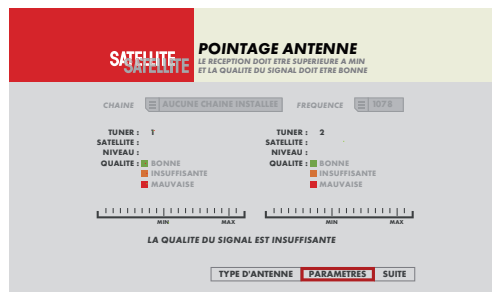 SATELLITE
SATELLITE
POINTAGE ANTENNE
LE RECEPTION DOIT ETRE SUPERIEURE A MIN
ET LA QUALITE DU SIGNAL DOIT ETRE BONNE
CHAINE AUCUNE CHAINE INSTALLEE FREQUENCE 1078
TUNER : 1
SATELLITE :
NIVEAU :
QUALITE : BONNE
INSUFFISANTE
MAUVAISE
MIN MAX
TUNER : 2
SATELLITE :
NIVEAU :
QUALITE : BONNE
INSUFFISANTE
MAUVAISE
MIN MAX
LA QUALITE DU SIGNAL EST INSUFFISANTE
TYPE D'ANTENNE PARAMETRES SUITE